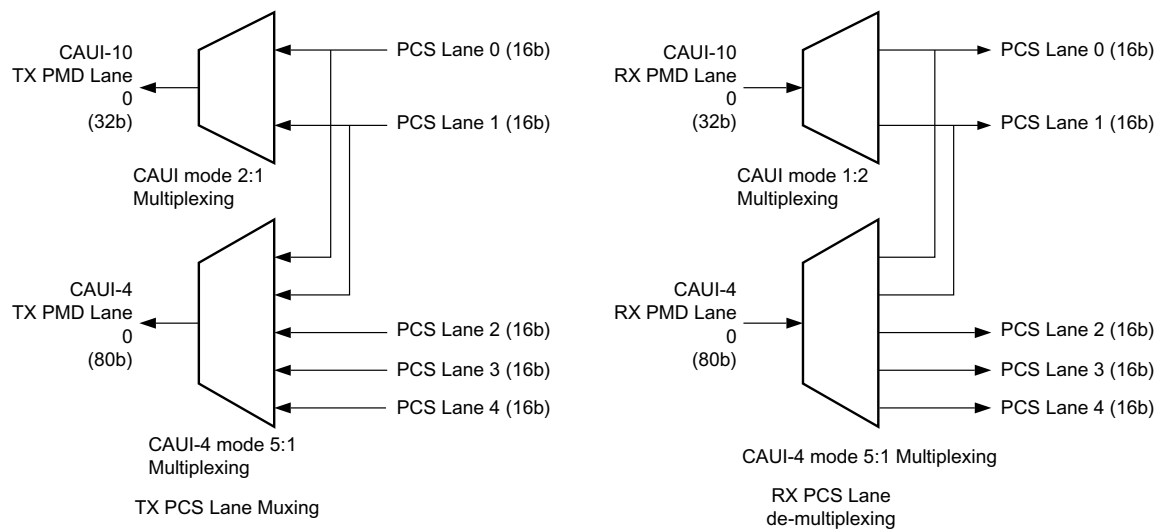 CAUI-10
TX PMD Lane
0
(32b)
PCS Lane 0 (16b)
PCS Lane 1 (16b)
CAUI mode 2:1
Multiplexing
CAUI-4
TX PMD Lane
0
(80b)
PCS Lane 2 (16b)
PCS Lane 3 (16b)
PCS Lane 4 (16b)
CAUI-4 mode 5:1
Multiplexing
TX PCS Lane Muxing
CAUI-10
RX PMD Lane
0
(32b)
PCS Lane 0 (16b)
PCS Lane 1 (16b)
CAUI mode 1:2
Multiplexing
CAUI-4
RX PMD Lane
0
(80b)
PCS Lane 2 (16b)
PCS Lane 3 (16b)
PCS Lane 4 (16b)
CAUI-4 mode 5:1 Multiplexing
RX PCS Lane
de-multiplexing